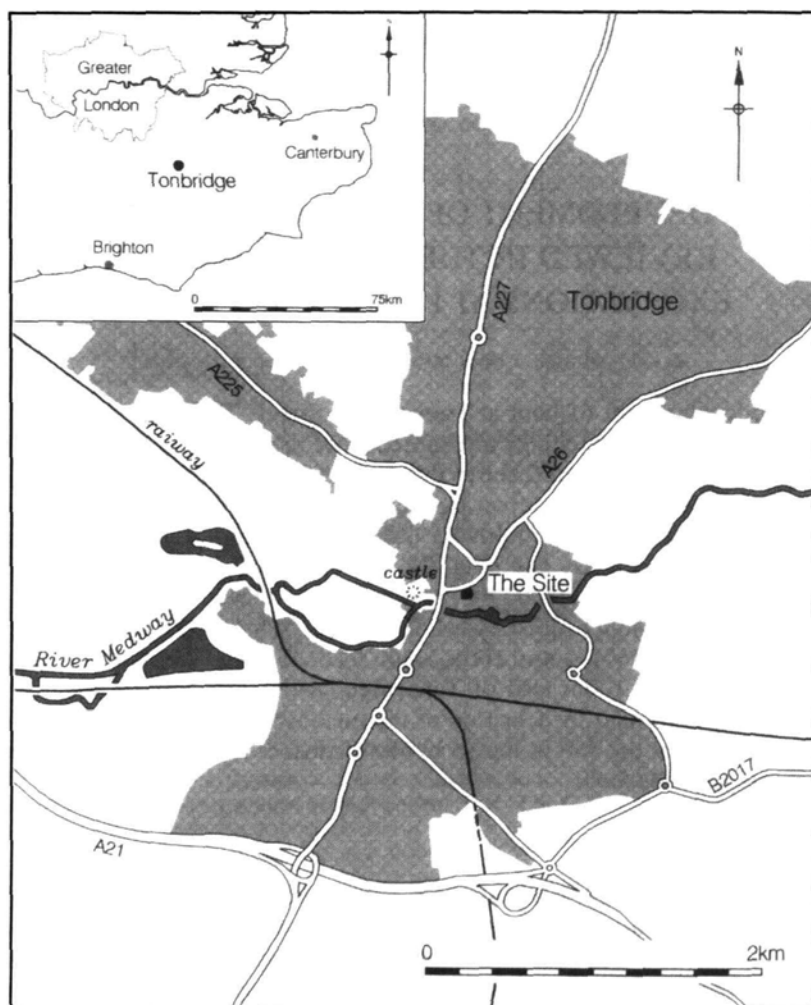 N
Greater
London
Canterbury
Tonbridge
Brighton
0 75km
N
Tonbridge
A227
A225
A26
raiway
castle
The Site
River Medway
B2017
A21
0 2km